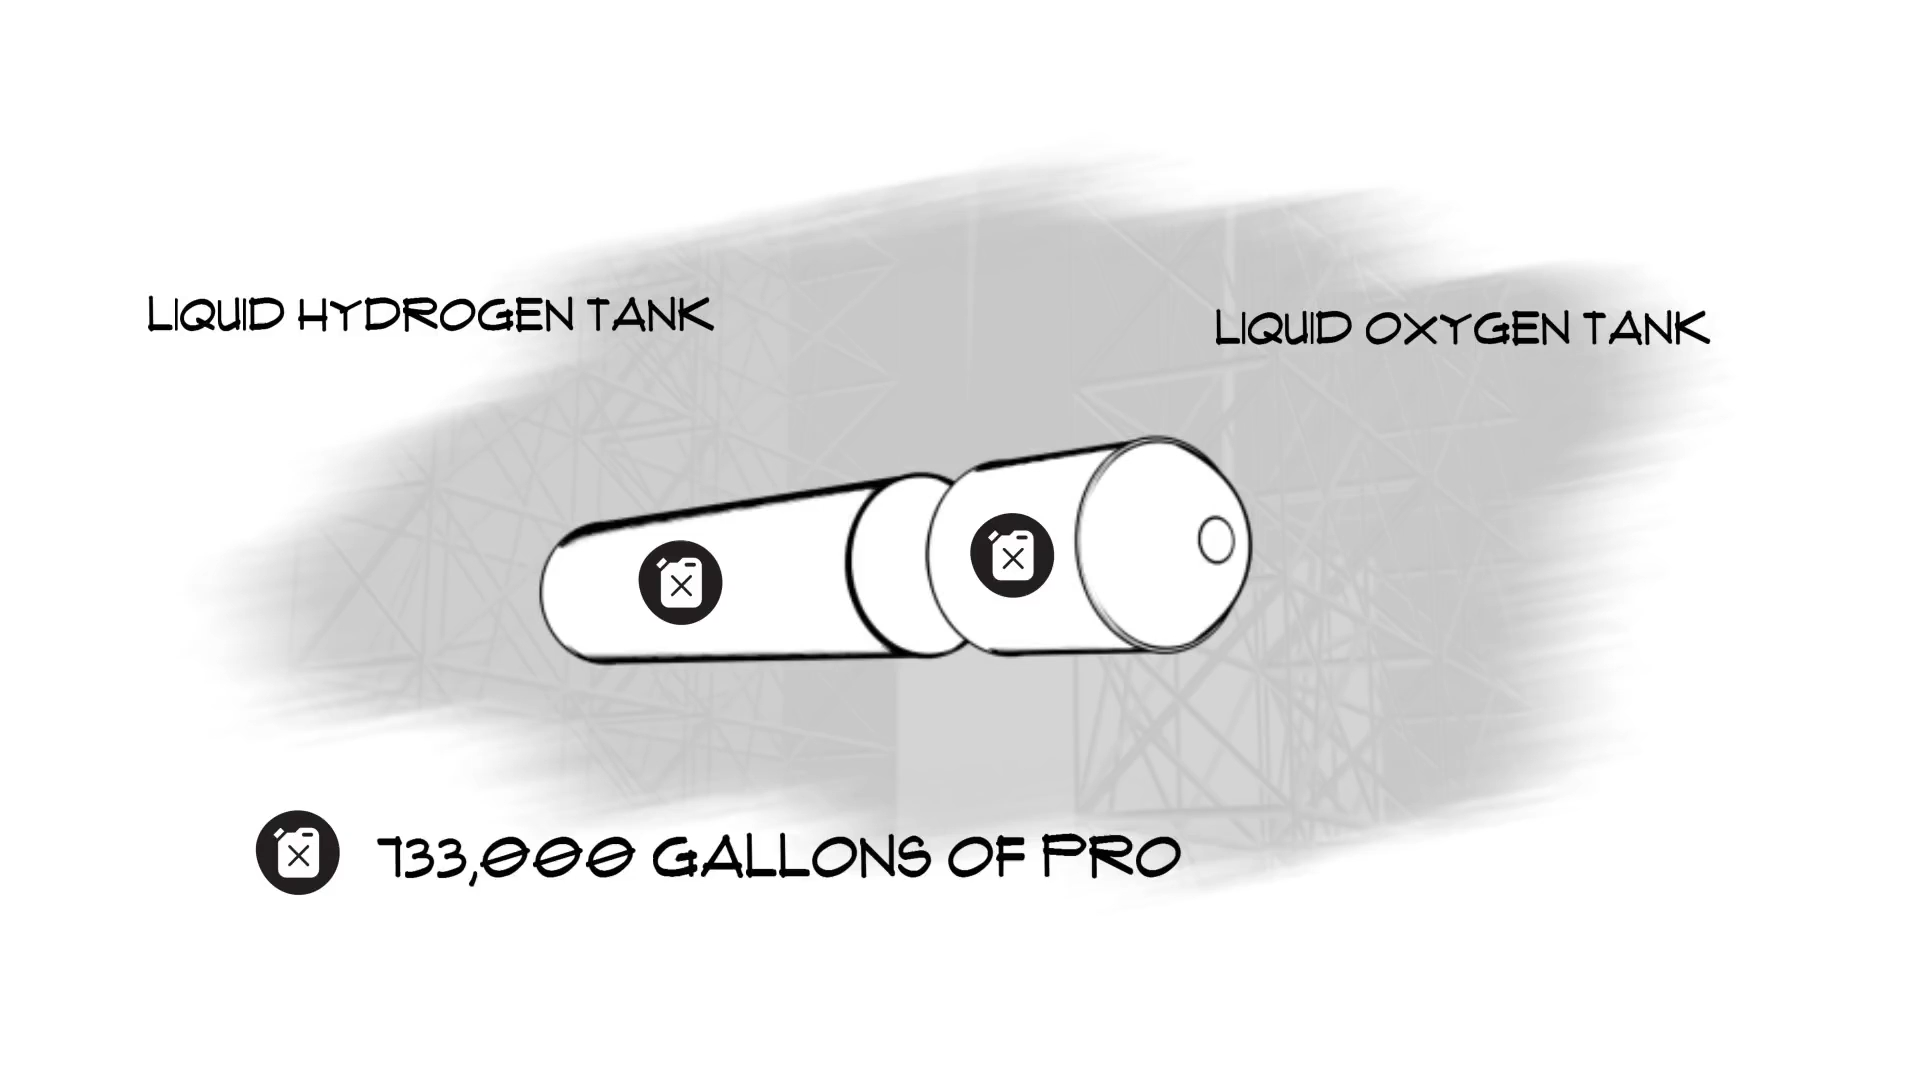 LIQUID HYDROGEN TANK
LIQUID OXYGEN TANK
733,000 GALLONS OF PRO